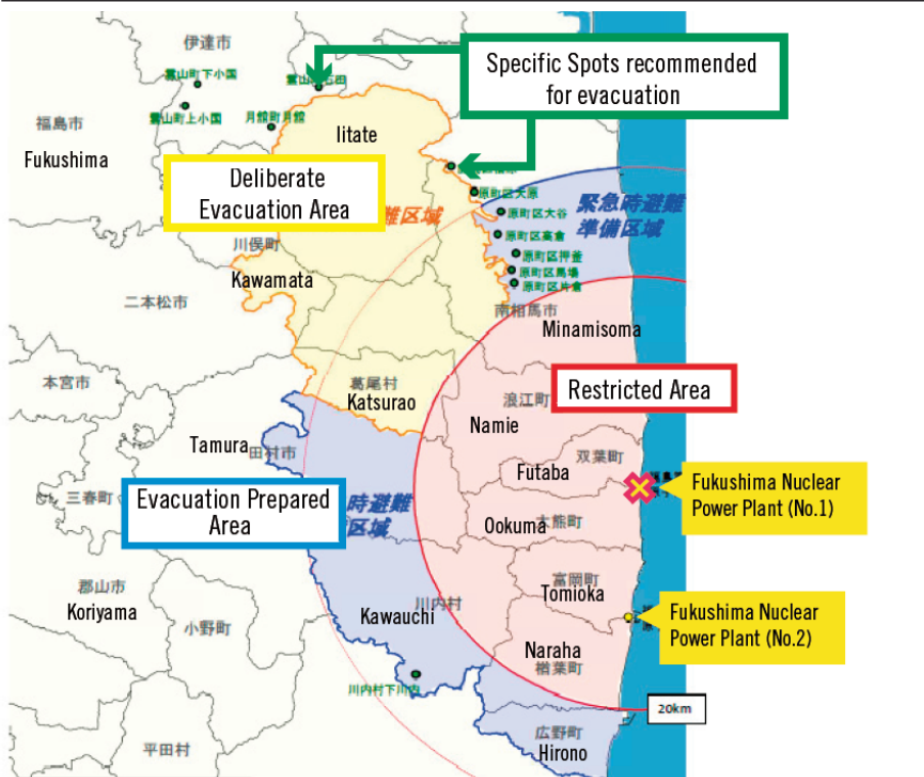 伊達市
Specific Spots recommended
for evacuation
霊山町下小国
霊山町上小国
月舘町月舘
福島市
Fukushima
Iitate
Deliberate
Evacuation Area
難区域
原町区大原
原町区大谷
原町区高倉
原町区押釜
原町区馬場
原町区片倉
緊急時避難
準備区域
川俣町
Kawamata
二本松市
南相馬市
Minamisoma
本宮市
葛尾村
Katsurao
浪江町
Restricted Area
Namie
Tamura
田村市
双葉町
Futaba
Fukushima Nuclear
Power Plant (No.1)
三春町
Evacuation Prepared
Area
時避難
区域
Ookuma
大熊町
郡山市
Koriyama
小野町
Kawauchi
川内村
富岡町
Tomioka
Fukushima Nuclear
Power Plant (No.2)
Naraha
楢葉町
川内村下川内
20km
広野町
Hirono
平田村